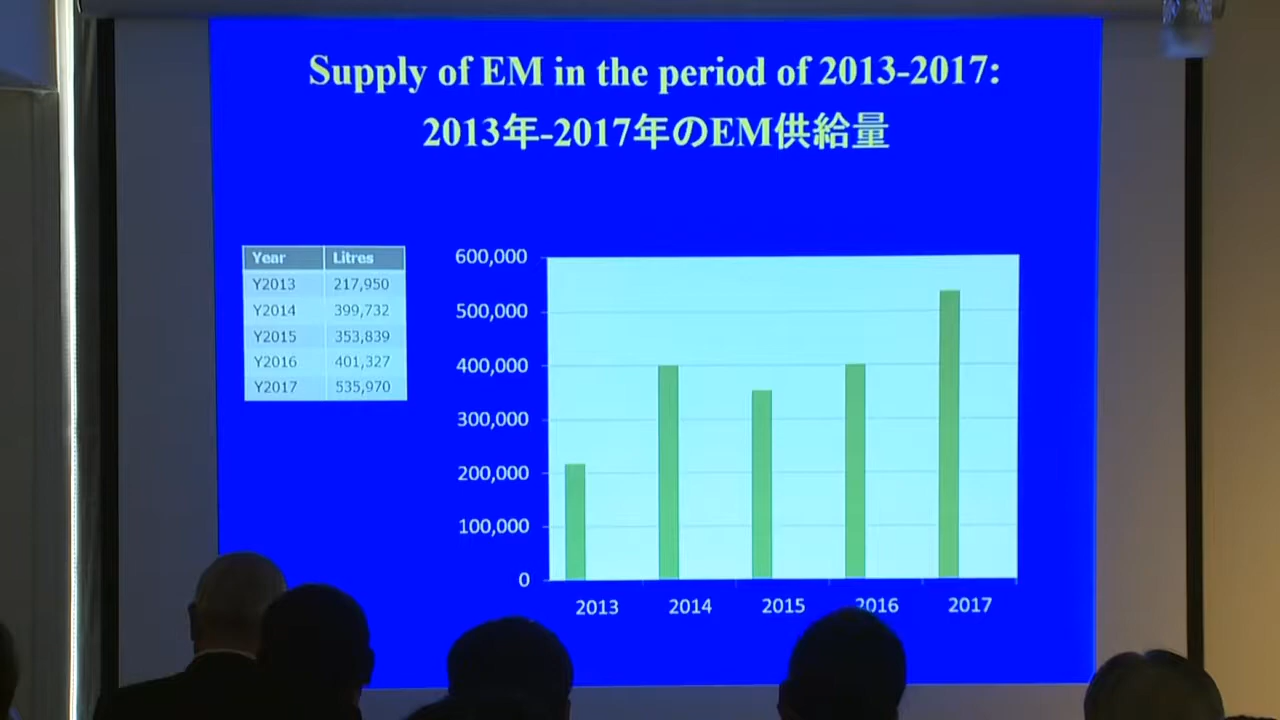 Supply of EM in the period of 2013-2017:
2013年-2017年のEM供給量
Year Litres
Y2013 217,950
Y2014 399,732
Y2015 353,839
Y2016 401,327
Y2017 535,970
600,000
500,000
400,000
300,000
200,000
100,000
0
2013 2014 2015 2016 2017